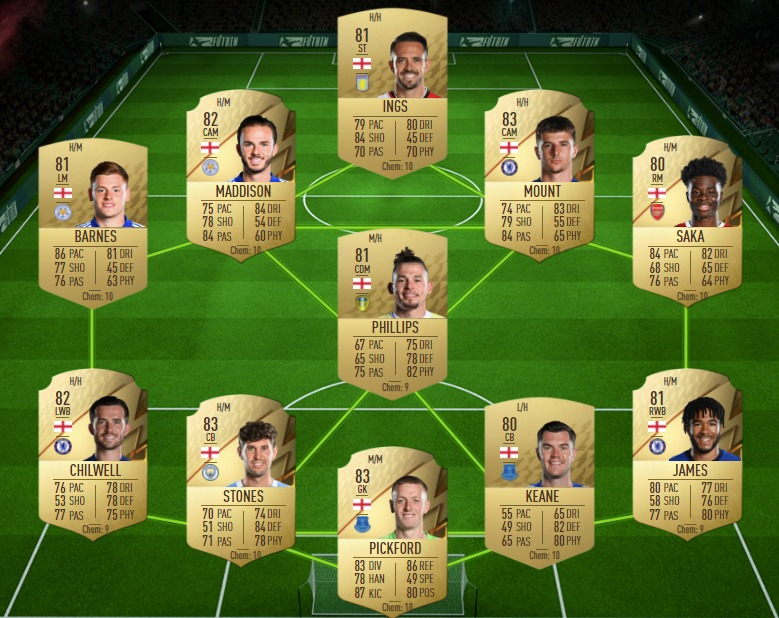 H/H
81
ST
INGS
79 PAC 80 DRI
84 SHO 45 DEF
70 PAS 70 PHY
Chem: 10
H/M
82
CAM
MADDISON
75 PAC 84 DRI
78 SHO 54 DEF
84 PAS 60 PHY
Chem: 10
H/H
83
CAM
MOUNT
74 PAC 83 DRI
79 SHO 55 DEF
84 PAS 65 PHY
Chem: 10
H/M
81
LM
BARNES
86 PAC 81 DRI
77 SHO 45 DEF
76 PAS 63 PHY
Chem: 10
H/M
80
RM
SAKA
84 PAC 82 DRI
68 SHO 65 DEF
76 PAS 64 PHY
Chem: 10
M/H
81
CDM
PHILLIPS
67 PAC 75 DRI
65 SHO 78 DEF
75 PAS 82 PHY
Chem: 9
H/H
82
LWB
CHILWELL
76 PAC 78 DRI
53 SHO 78 DEF
77 PAS 75 PHY
Chem: 9
H/M
83
CB
STONES
70 PAC 74 DRI
51 SHO 84 DEF
71 PAS 78 PHY
Chem: 10
M/M
83
GK
PICKFORD
83 DIV 86 REF
78 HAN 49 SPE
87 KIC 80 POS
Chem: 10
L/H
80
CB
KEANE
55 PAC 65 DRI
49 SHO 82 DEF
65 PAS 80 PHY
Chem: 10
H/M
81
RWB
JAMES
80 PAC 77 DRI
58 SHO 76 DEF
77 PAS 80 PHY
Chem: 9